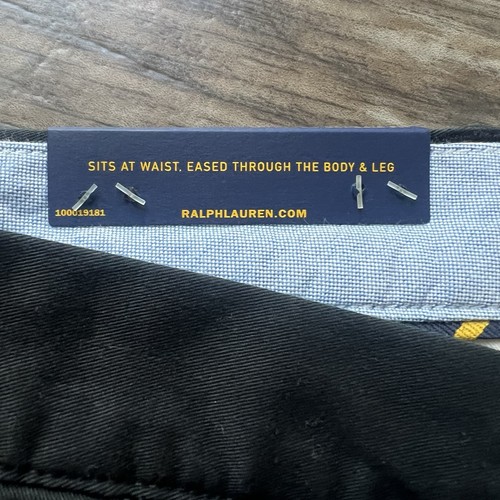 SITS AT WAIST, EASED THROUGH THE BODY & LEG
100019181
RALPHLAUREN.COM